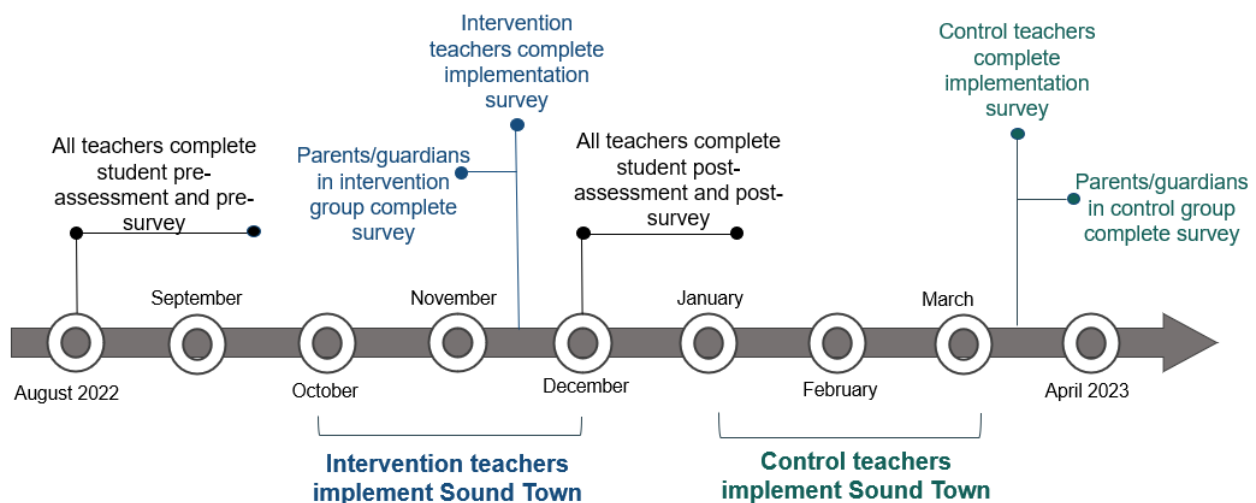 All teachers complete
student pre-
assessment and pre-
survey
Parents/guardians
in intervention
group complete
survey
Intervention
teachers complete
implementation
survey
All teachers complete
student post-
assessment and post-
survey
Control teachers
complete
implementation
survey
Parents/guardians
in control group
complete survey
August 2022
September
October
November
December
January
February
March
April 2023
Intervention teachers
implement Sound Town
Control teachers
implement Sound Town